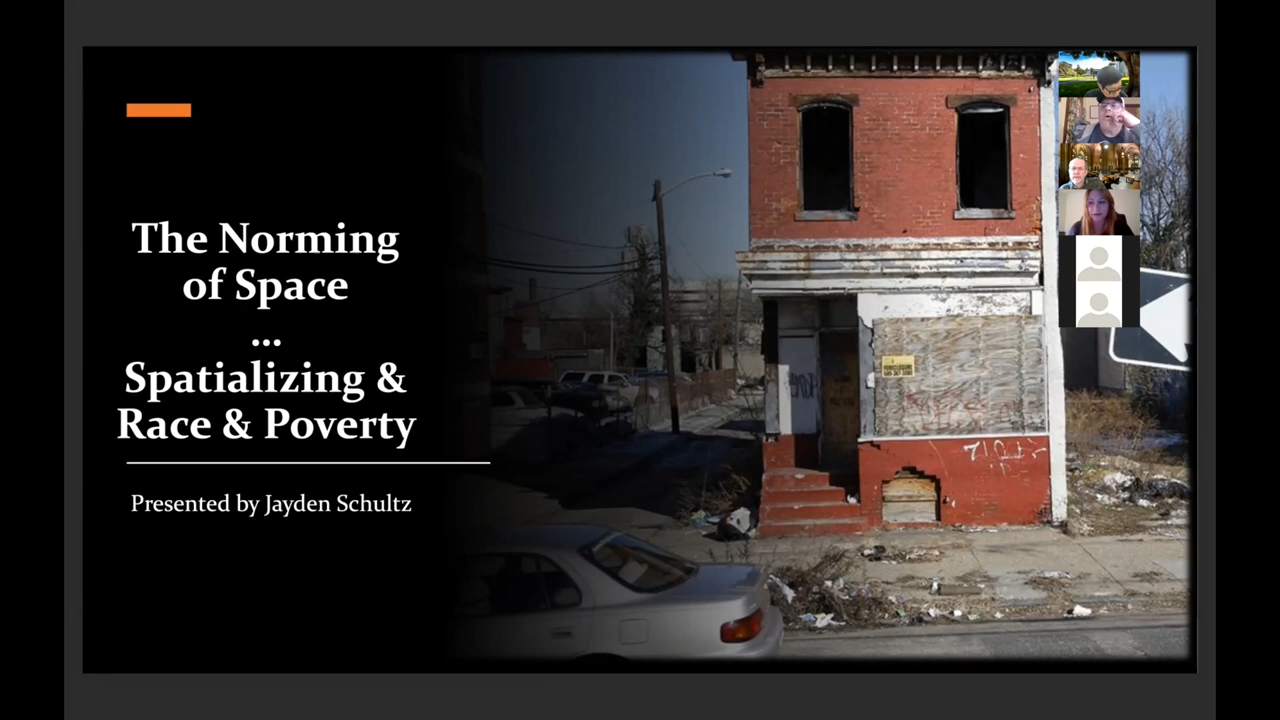 The Norming
of Space
...
Spatializing &
Race & Poverty
Presented by Jayden Schultz